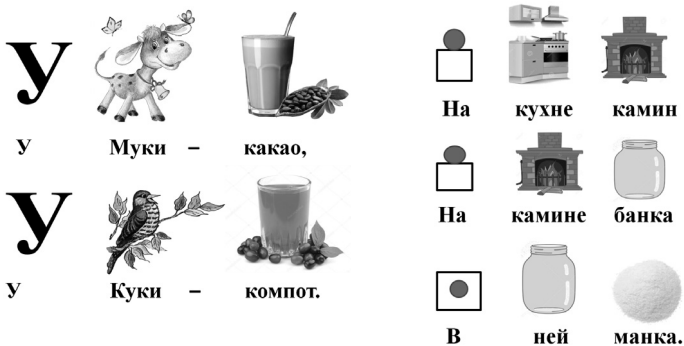 У
У Муки – какао,
У
У Куки – компот.
На кухне камин
На камине банка
В ней манка.